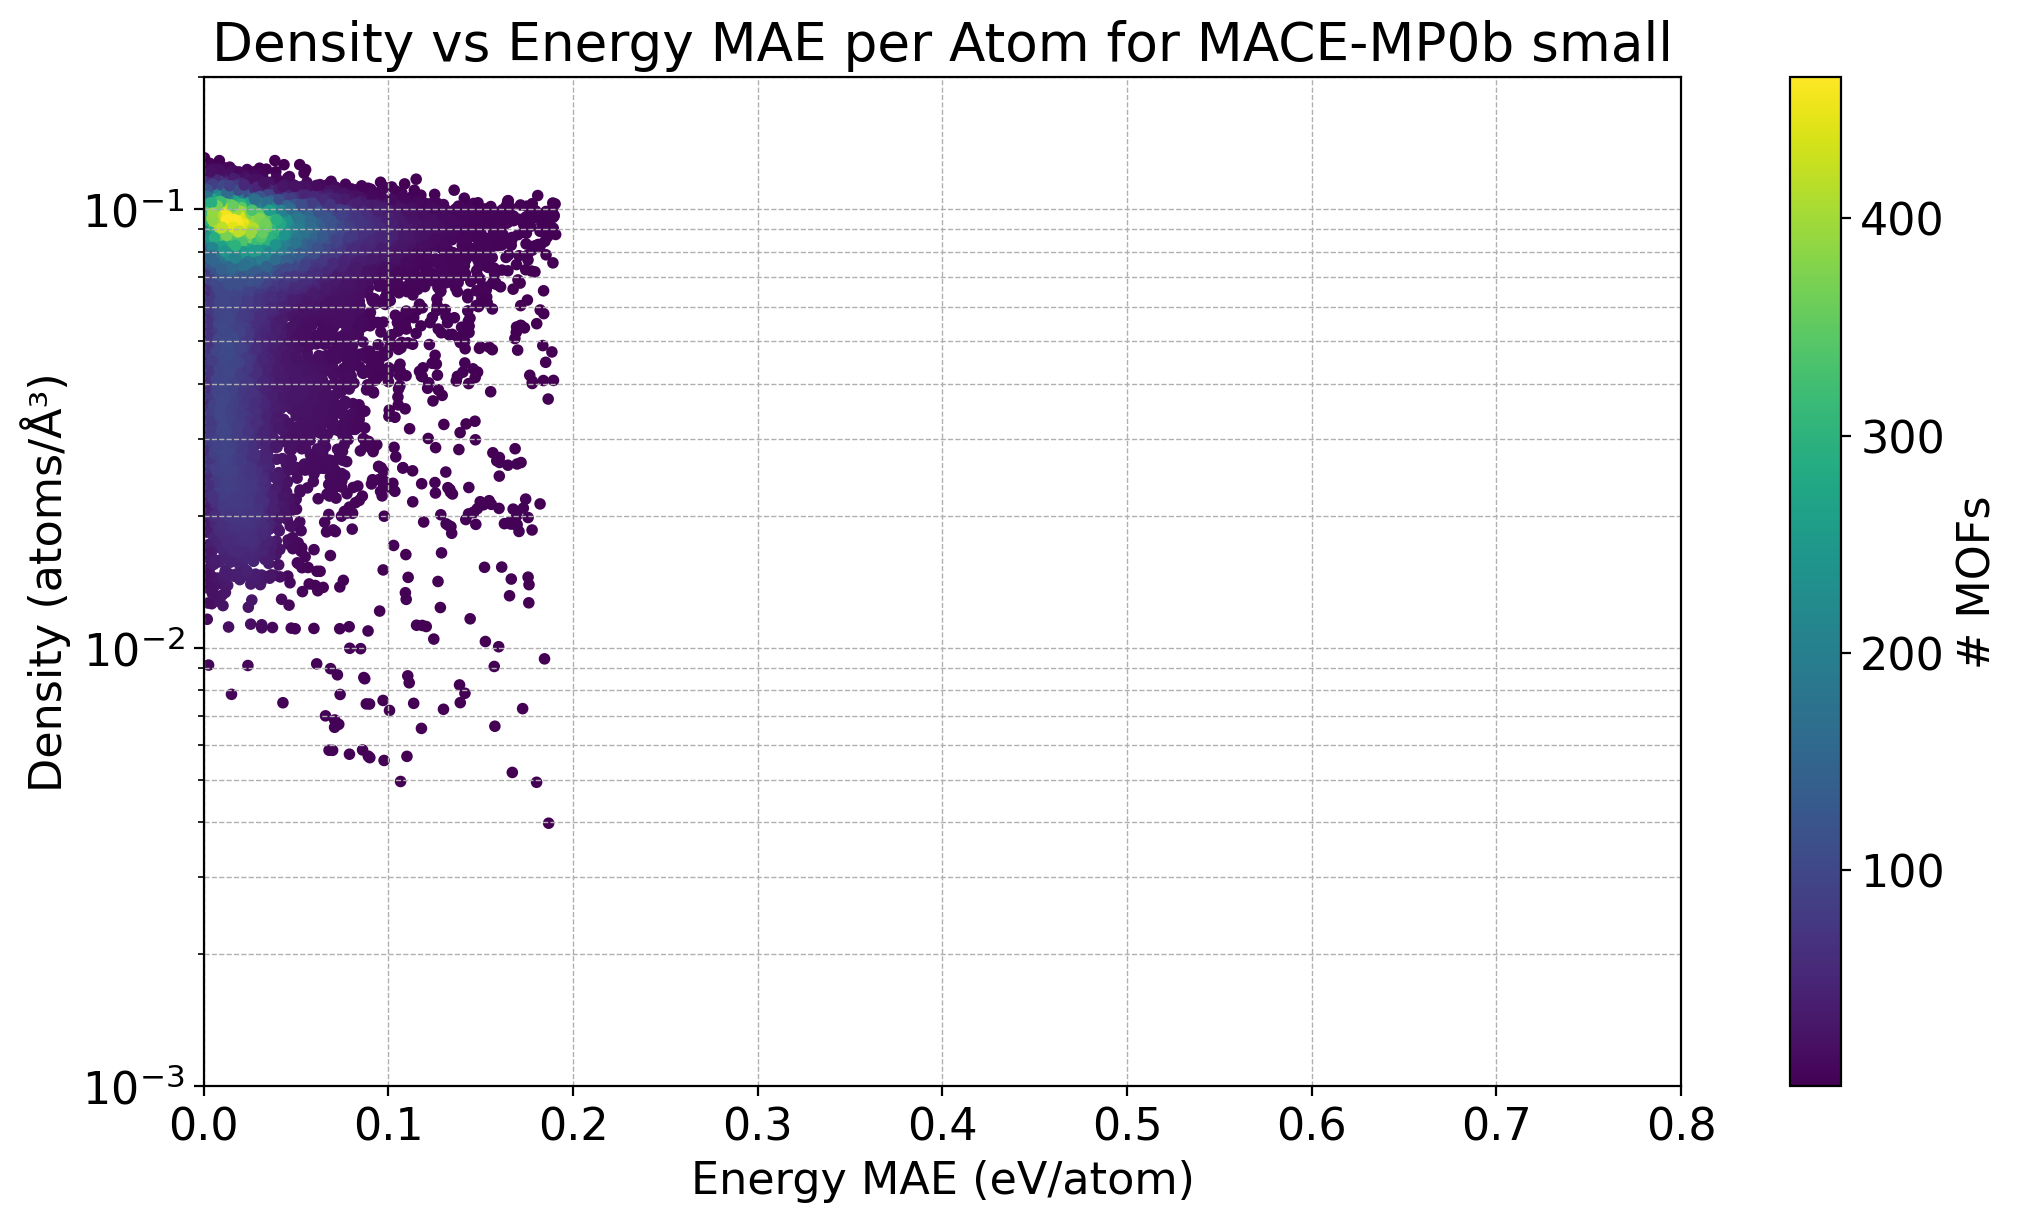 Density vs Energy MAE per Atom for MACE-MP0b small
Density (atoms/Å³)
10⁻¹
10⁻²
10⁻³
0.0 0.1 0.2 0.3 0.4 0.5 0.6 0.7 0.8
Energy MAE (eV/atom)
400
300
200
100
# MOFs